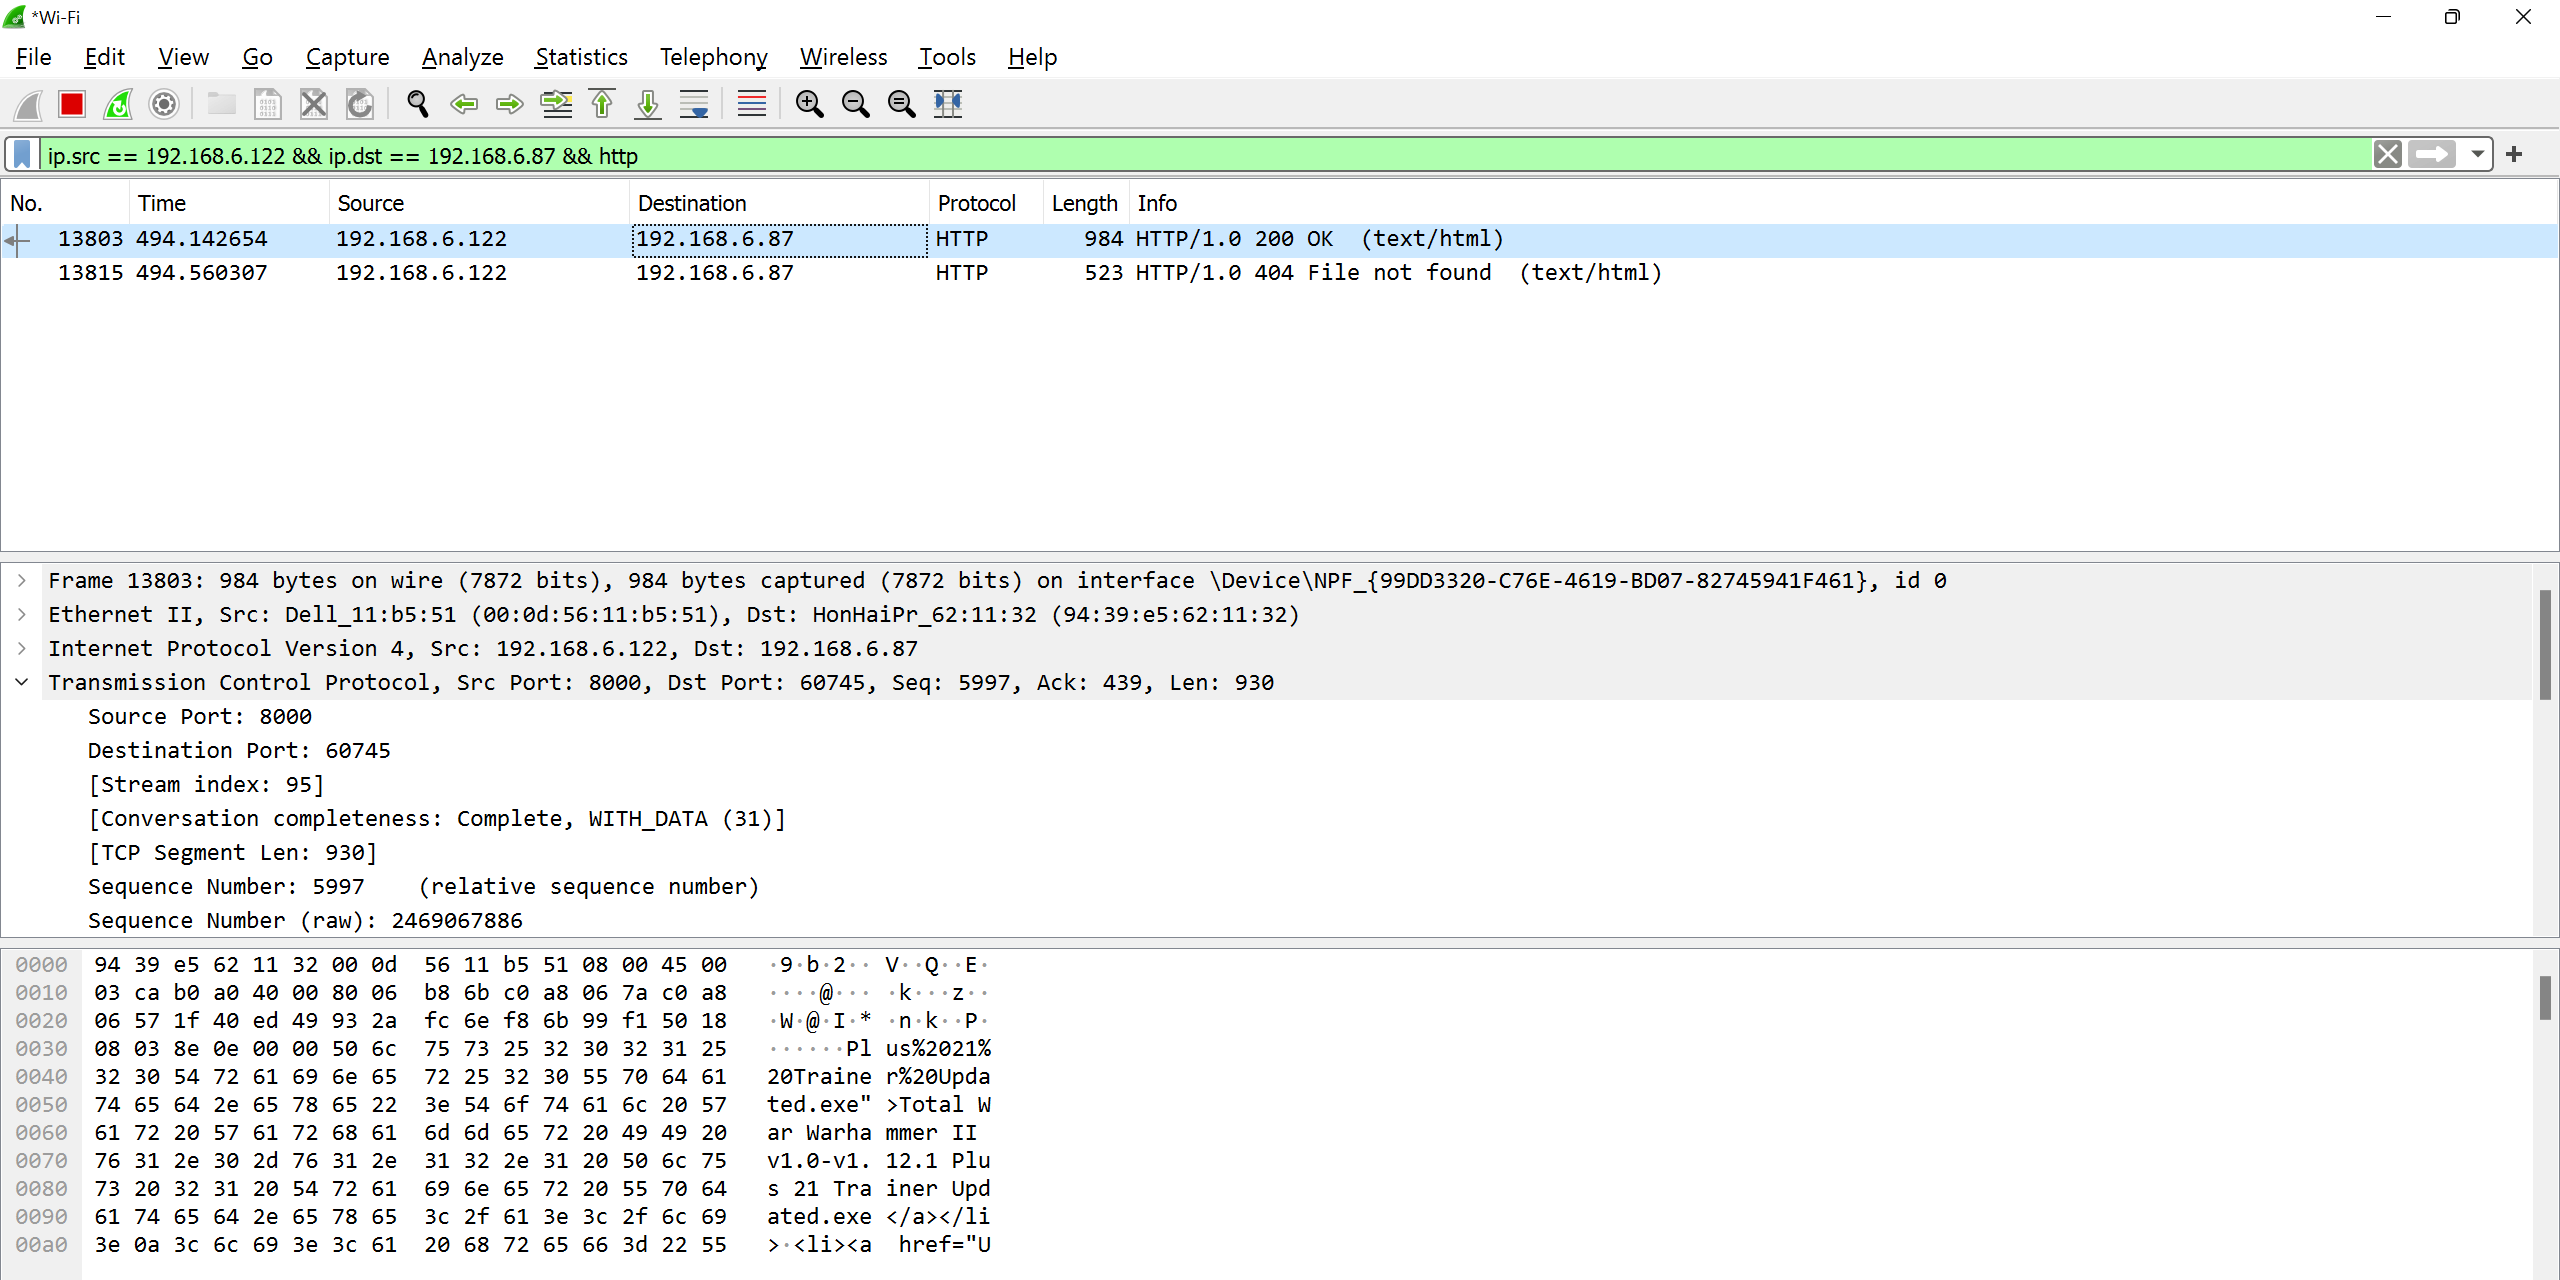 *Wi-Fi
File Edit View Go Capture Analyze Statistics Telephony Wireless Tools Help
ip.src == 192.168.6.122 && ip.dst == 192.168.6.87 && http
No. Time Source Destination Protocol Length Info
13803 494.142654 192.168.6.122 192.168.6.87 HTTP 984 HTTP/1.0 200 OK (text/html)
13815 494.560307 192.168.6.122 192.168.6.87 HTTP 523 HTTP/1.0 404 File not found (text/html)
Frame 13803: 984 bytes on wire (7872 bits), 984 bytes captured (7872 bits) on interface \Device\NPF_{99DD3320-C76E-4619-BD07-82745941F461}, id 0
Ethernet II, Src: Dell_11:b5:51 (00:0d:56:11:b5:51), Dst: HonHaiPr_62:11:32 (94:39:e5:62:11:32)
Internet Protocol Version 4, Src: 192.168.6.122, Dst: 192.168.6.87
Transmission Control Protocol, Src Port: 8000, Dst Port: 60745, Seq: 5997, Ack: 439, Len: 930
Source Port: 8000
Destination Port: 60745
[Stream index: 95]
[Conversation completeness: Complete, WITH_DATA (31)]
[TCP Segment Len: 930]
Sequence Number: 5997 (relative sequence number)
Sequence Number (raw): 2469067886
0000 94 39 e5 62 11 32 00 0d 56 11 b5 51 08 00 45 00 ·9·b·2·· V··Q··E·
0010 03 ca b0 a0 40 00 80 06 b8 6b c0 a8 06 7a c0 a8 ····@··· ·k···z··
0020 06 57 1f 40 ed 49 93 2a fc 6e f8 6b 99 f1 50 18 ·W·@·I·* ·n·k··P·
0030 08 03 8e 0e 00 00 50 6c 75 73 25 32 30 32 31 25 ······Pl us%2021%
0040 32 30 54 72 61 69 6e 65 72 25 32 30 55 70 64 61 20Traine r%20Upda
0050 74 65 64 2e 65 78 65 22 3e 54 6f 74 61 6c 20 57 ted.exe" >Total W
0060 61 72 20 57 61 72 68 61 6d 6d 65 72 20 49 49 20 ar Warha mmer II
0070 76 31 2e 30 2d 76 31 2e 31 32 2e 31 20 50 6c 75 v1.0-v1. 12.1 Plu
0080 73 20 32 31 20 54 72 61 69 6e 65 72 20 55 70 64 s 21 Tra iner Upd
0090 61 74 65 64 2e 65 78 65 3c 2f 61 3e 3c 2f 6c 69 ated.exe </a></li
00a0 3e 0a 3c 6c 69 3e 3c 61 20 68 72 65 66 3d 22 55 >·<li><a href="U